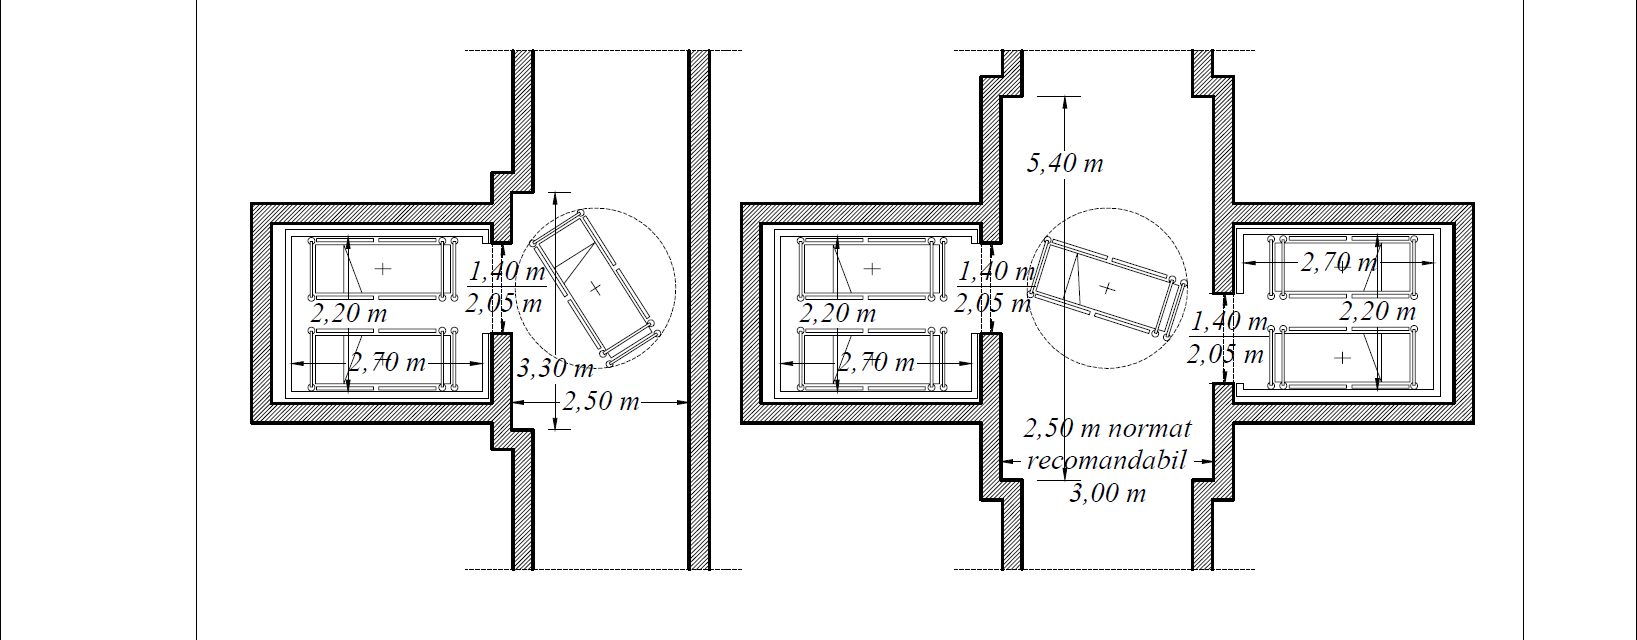 1,40 m
2,05 m
2,20 m
2,70 m
3,30 m
2,50 m
5,40 m
1,40 m
2,05 m
2,20 m
2,70 m
2,70 m
2,20 m
1,40 m
2,05 m
2,50 m normat
recomandabil
3,00 m